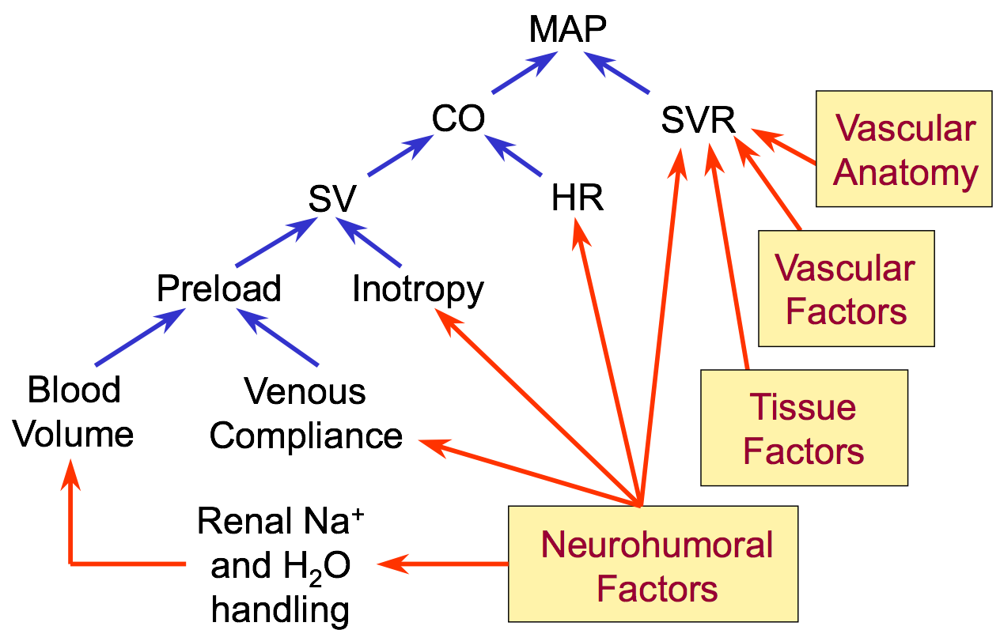 MAP
CO
SVR
Vascular
Anatomy
SV
HR
Vascular
Factors
Preload
Inotropy
Blood
Volume
Venous
Compliance
Tissue
Factors
Renal Na⁺
and H₂O
handling
Neurohumoral
Factors